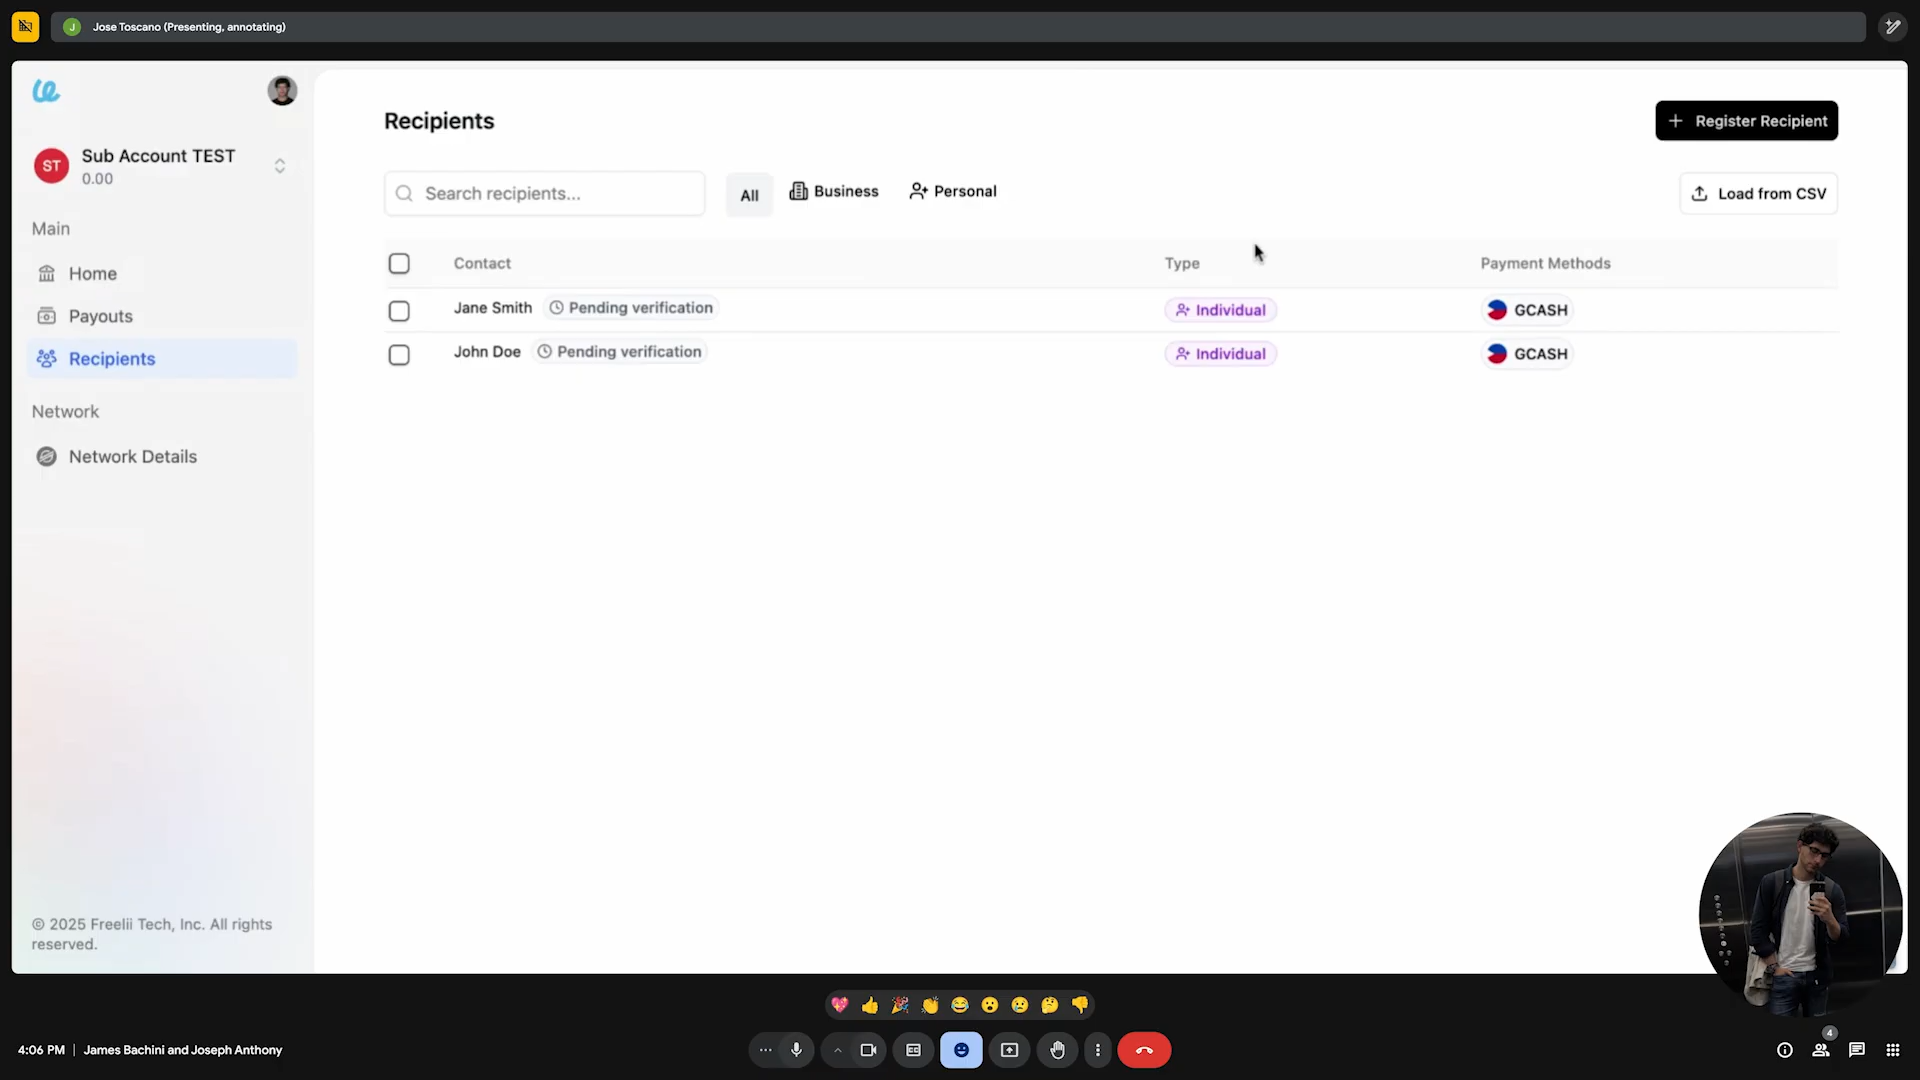 J Jose Toscano (Presenting, annotating)
Recipients
+ Register Recipient
ST Sub Account TEST
0.00
Search recipients...
All
Business
Personal
Load from CSV
Main
Home
Payouts
Recipients
Network
Network Details
Contact Type Payment Methods
Jane Smith Pending verification Individual GCASH
John Doe Pending verification Individual GCASH
© 2025 Freelii Tech, Inc. All rights
reserved.
4:06 PM | James Bachini and Joseph Anthony
4